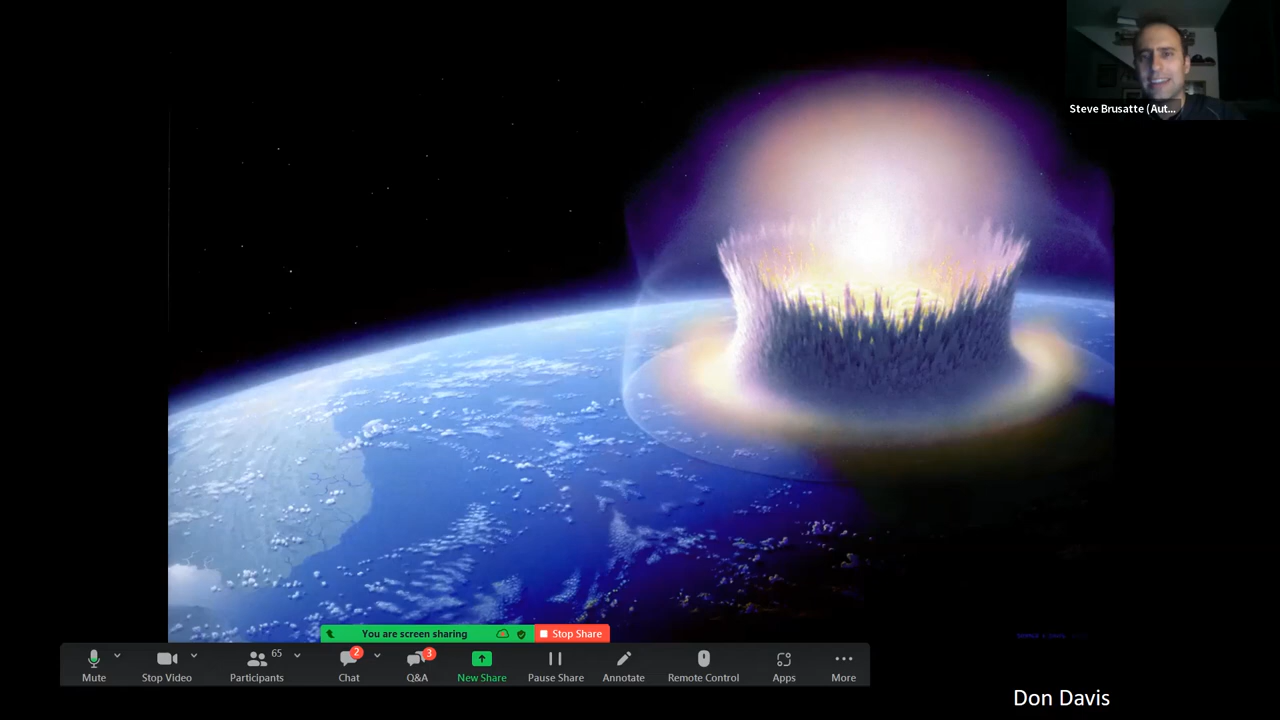 Steve Brusatte (Aut...
You are screen sharing
Stop Share
65
2
3
Mute
Stop Video
Participants
Chat
Q&A
New Share
Pause Share
Annotate
Remote Control
Apps
More
Don Davis